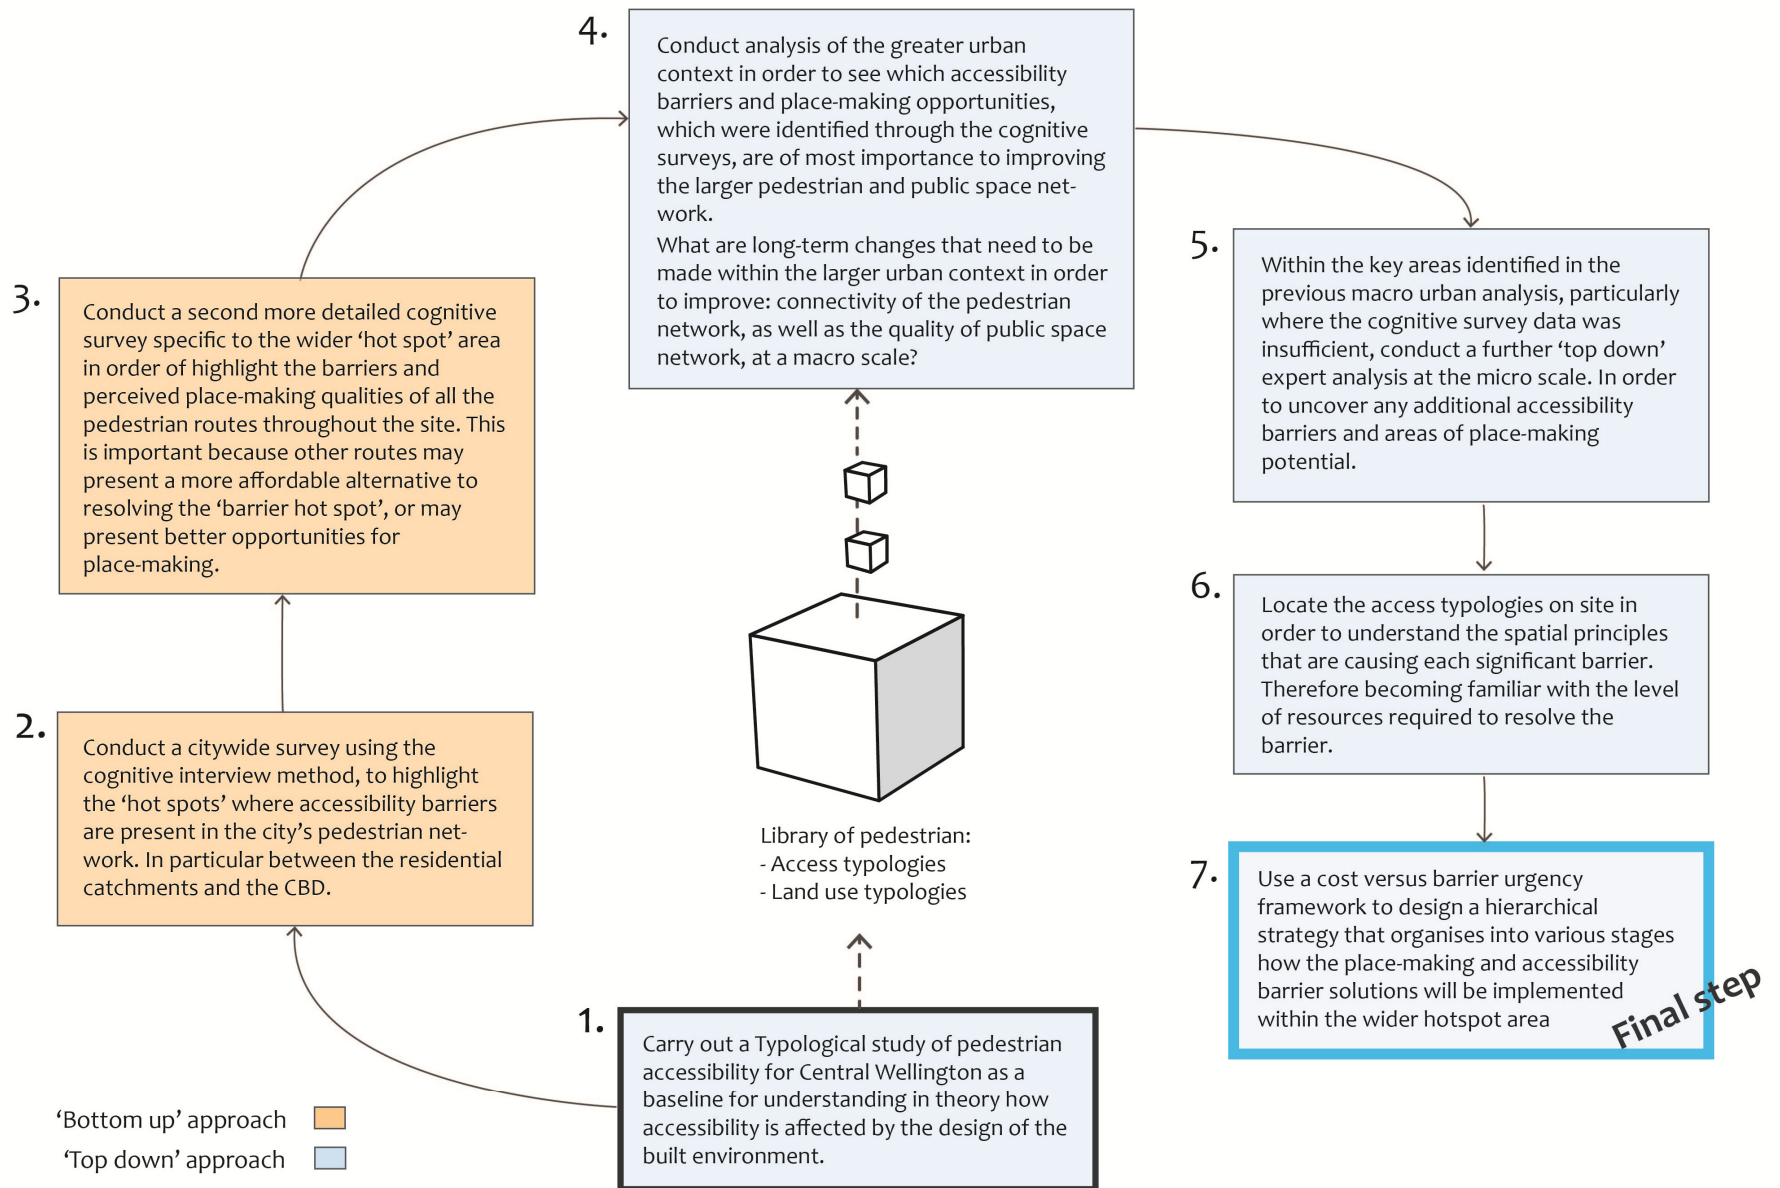 4.
Conduct analysis of the greater urban
context in order to see which accessibility
barriers and place-making opportunities,
which were identified through the cognitive
surveys, are of most importance to improving
the larger pedestrian and public space net-
work.
What are long-term changes that need to be
made within the larger urban context in order
to improve: connectivity of the pedestrian
network, as well as the quality of public space
network, at a macro scale?
3.
Conduct a second more detailed cognitive
survey specific to the wider ‘hot spot’ area
in order of highlight the barriers and
perceived place-making qualities of all the
pedestrian routes throughout the site. This
is important because other routes may
present a more affordable alternative to
resolving the ‘barrier hot spot’, or may
present better opportunities for
place-making.
5.
Within the key areas identified in the
previous macro urban analysis, particularly
where the cognitive survey data was
insufficient, conduct a further ‘top down’
expert analysis at the micro scale. In order
to uncover any additional accessibility
barriers and areas of place-making
potential.
6.
Locate the access typologies on site in
order to understand the spatial principles
that are causing each significant barrier.
Therefore becoming familiar with the level
of resources required to resolve the
barrier.
2.
Conduct a citywide survey using the
cognitive interview method, to highlight
the ‘hot spots’ where accessibility barriers
are present in the city’s pedestrian net-
work. In particular between the residential
catchments and the CBD.
Library of pedestrian:
- Access typologies
- Land use typologies
7.
Use a cost versus barrier urgency
framework to design a hierarchical
strategy that organises into various stages
how the place-making and accessibility
barrier solutions will be implemented
within the wider hotspot area
Final step
1.
Carry out a Typological study of pedestrian
accessibility for Central Wellington as a
baseline for understanding in theory how
accessibility is affected by the design of the
built environment.
‘Bottom up’ approach
‘Top down’ approach